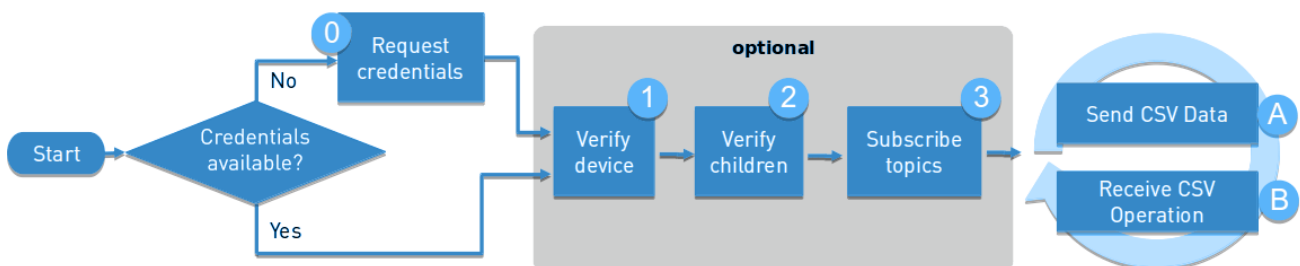 Start
Credentials
available?
No
Yes
0
Request
credentials
optional
1
Verify
device
2
Verify
children
3
Subscribe
topics
Send CSV Data
A
Receive CSV
Operation
B